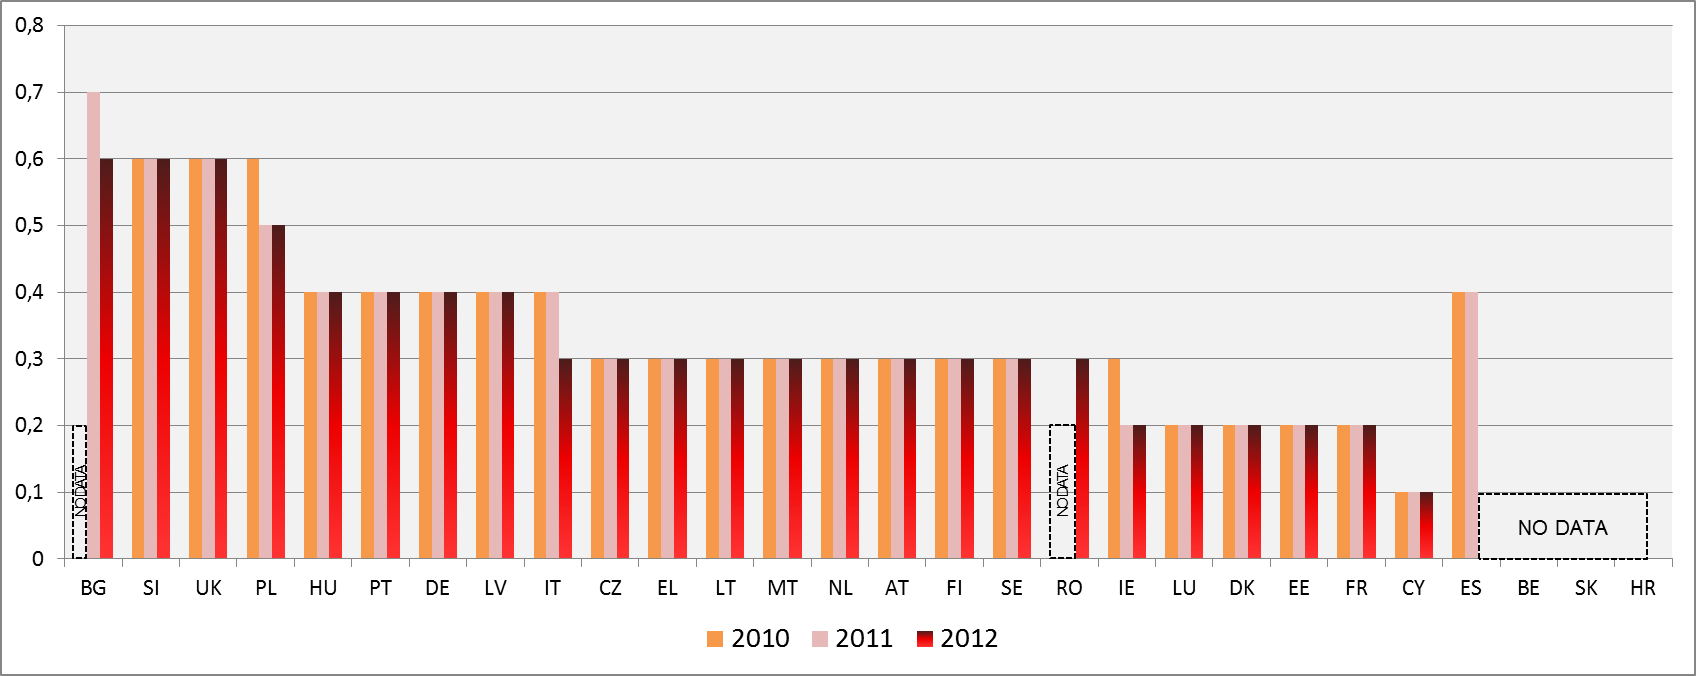 0,8
0,7
0,6
0,5
0,4
0,3
0,2
0,1
0
NO DATA
NO DATA
NO DATA
BG SI UK PL HU PT DE LV IT CZ EL LT MT NL AT FI SE RO IE LU DK EE FR CY ES BE SK HR
2010 2011 2012